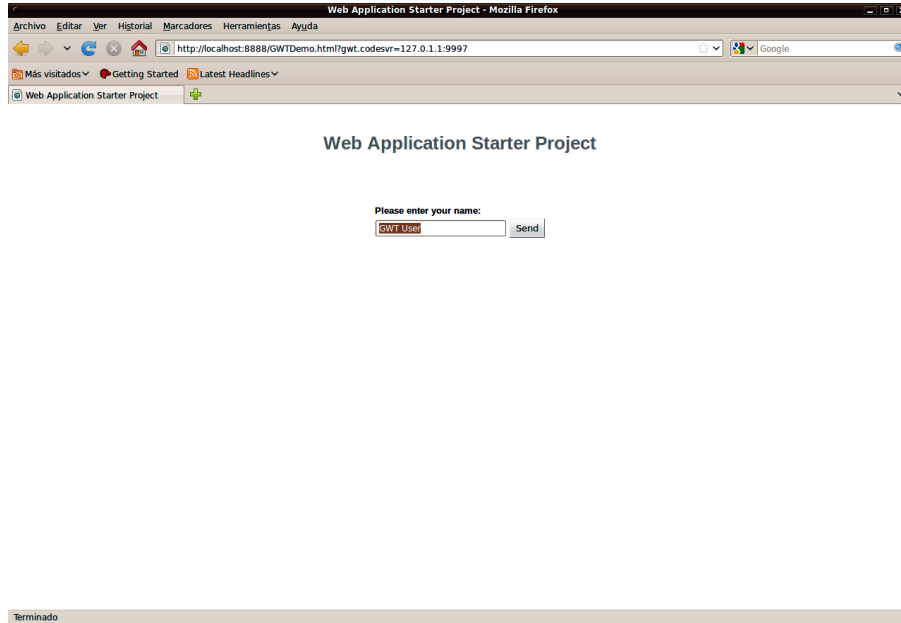 Web Application Starter Project - Mozilla Firefox
Archivo Editar Ver Historial Marcadores Herramientas Ayuda
http://localhost:8888/GWTDemo.html?gwt.codesvr=127.0.1.1:9997 Google
Más visitados Getting Started Latest Headlines
Web Application Starter Project
Web Application Starter Project
Please enter your name:
GWT User Send
Terminado